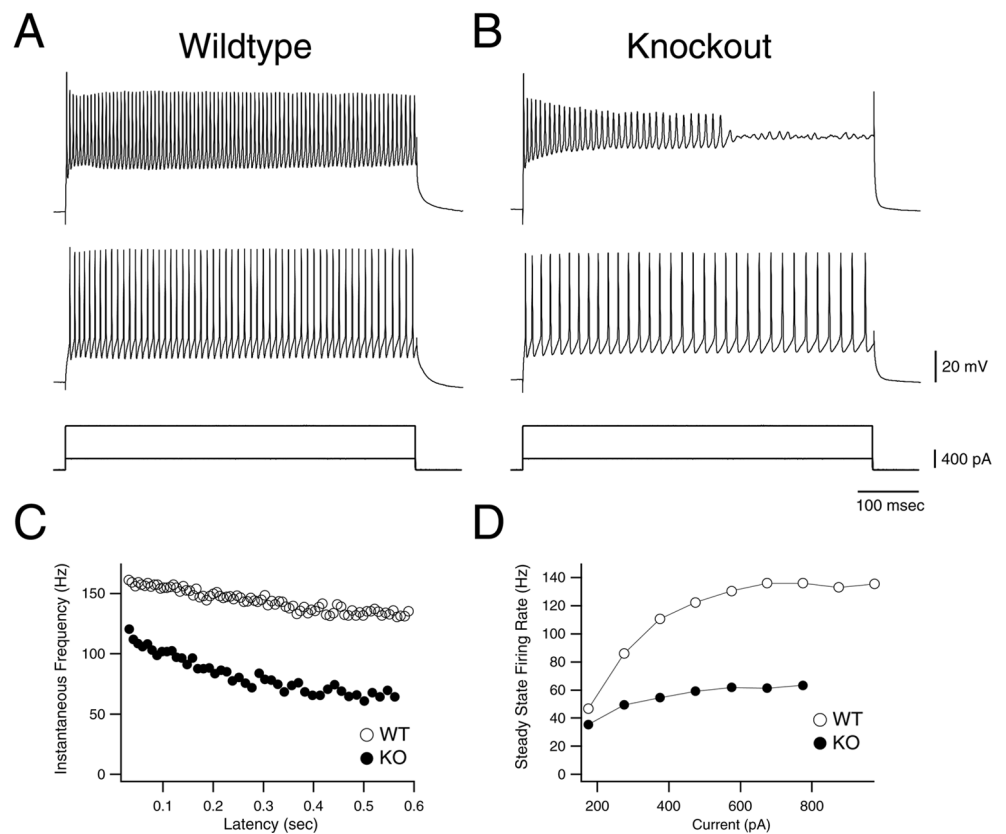 A
Wildtype
B
Knockout
20 mV
400 pA
100 msec
C
Instantaneous Frequency (Hz)
150
100
50
0
0.1 0.2 0.3 0.4 0.5 0.6
Latency (sec)
WT
KO
D
Steady State Firing Rate (Hz)
140
120
100
80
60
40
20
0
200 400 600 800
Current (pA)
WT
KO